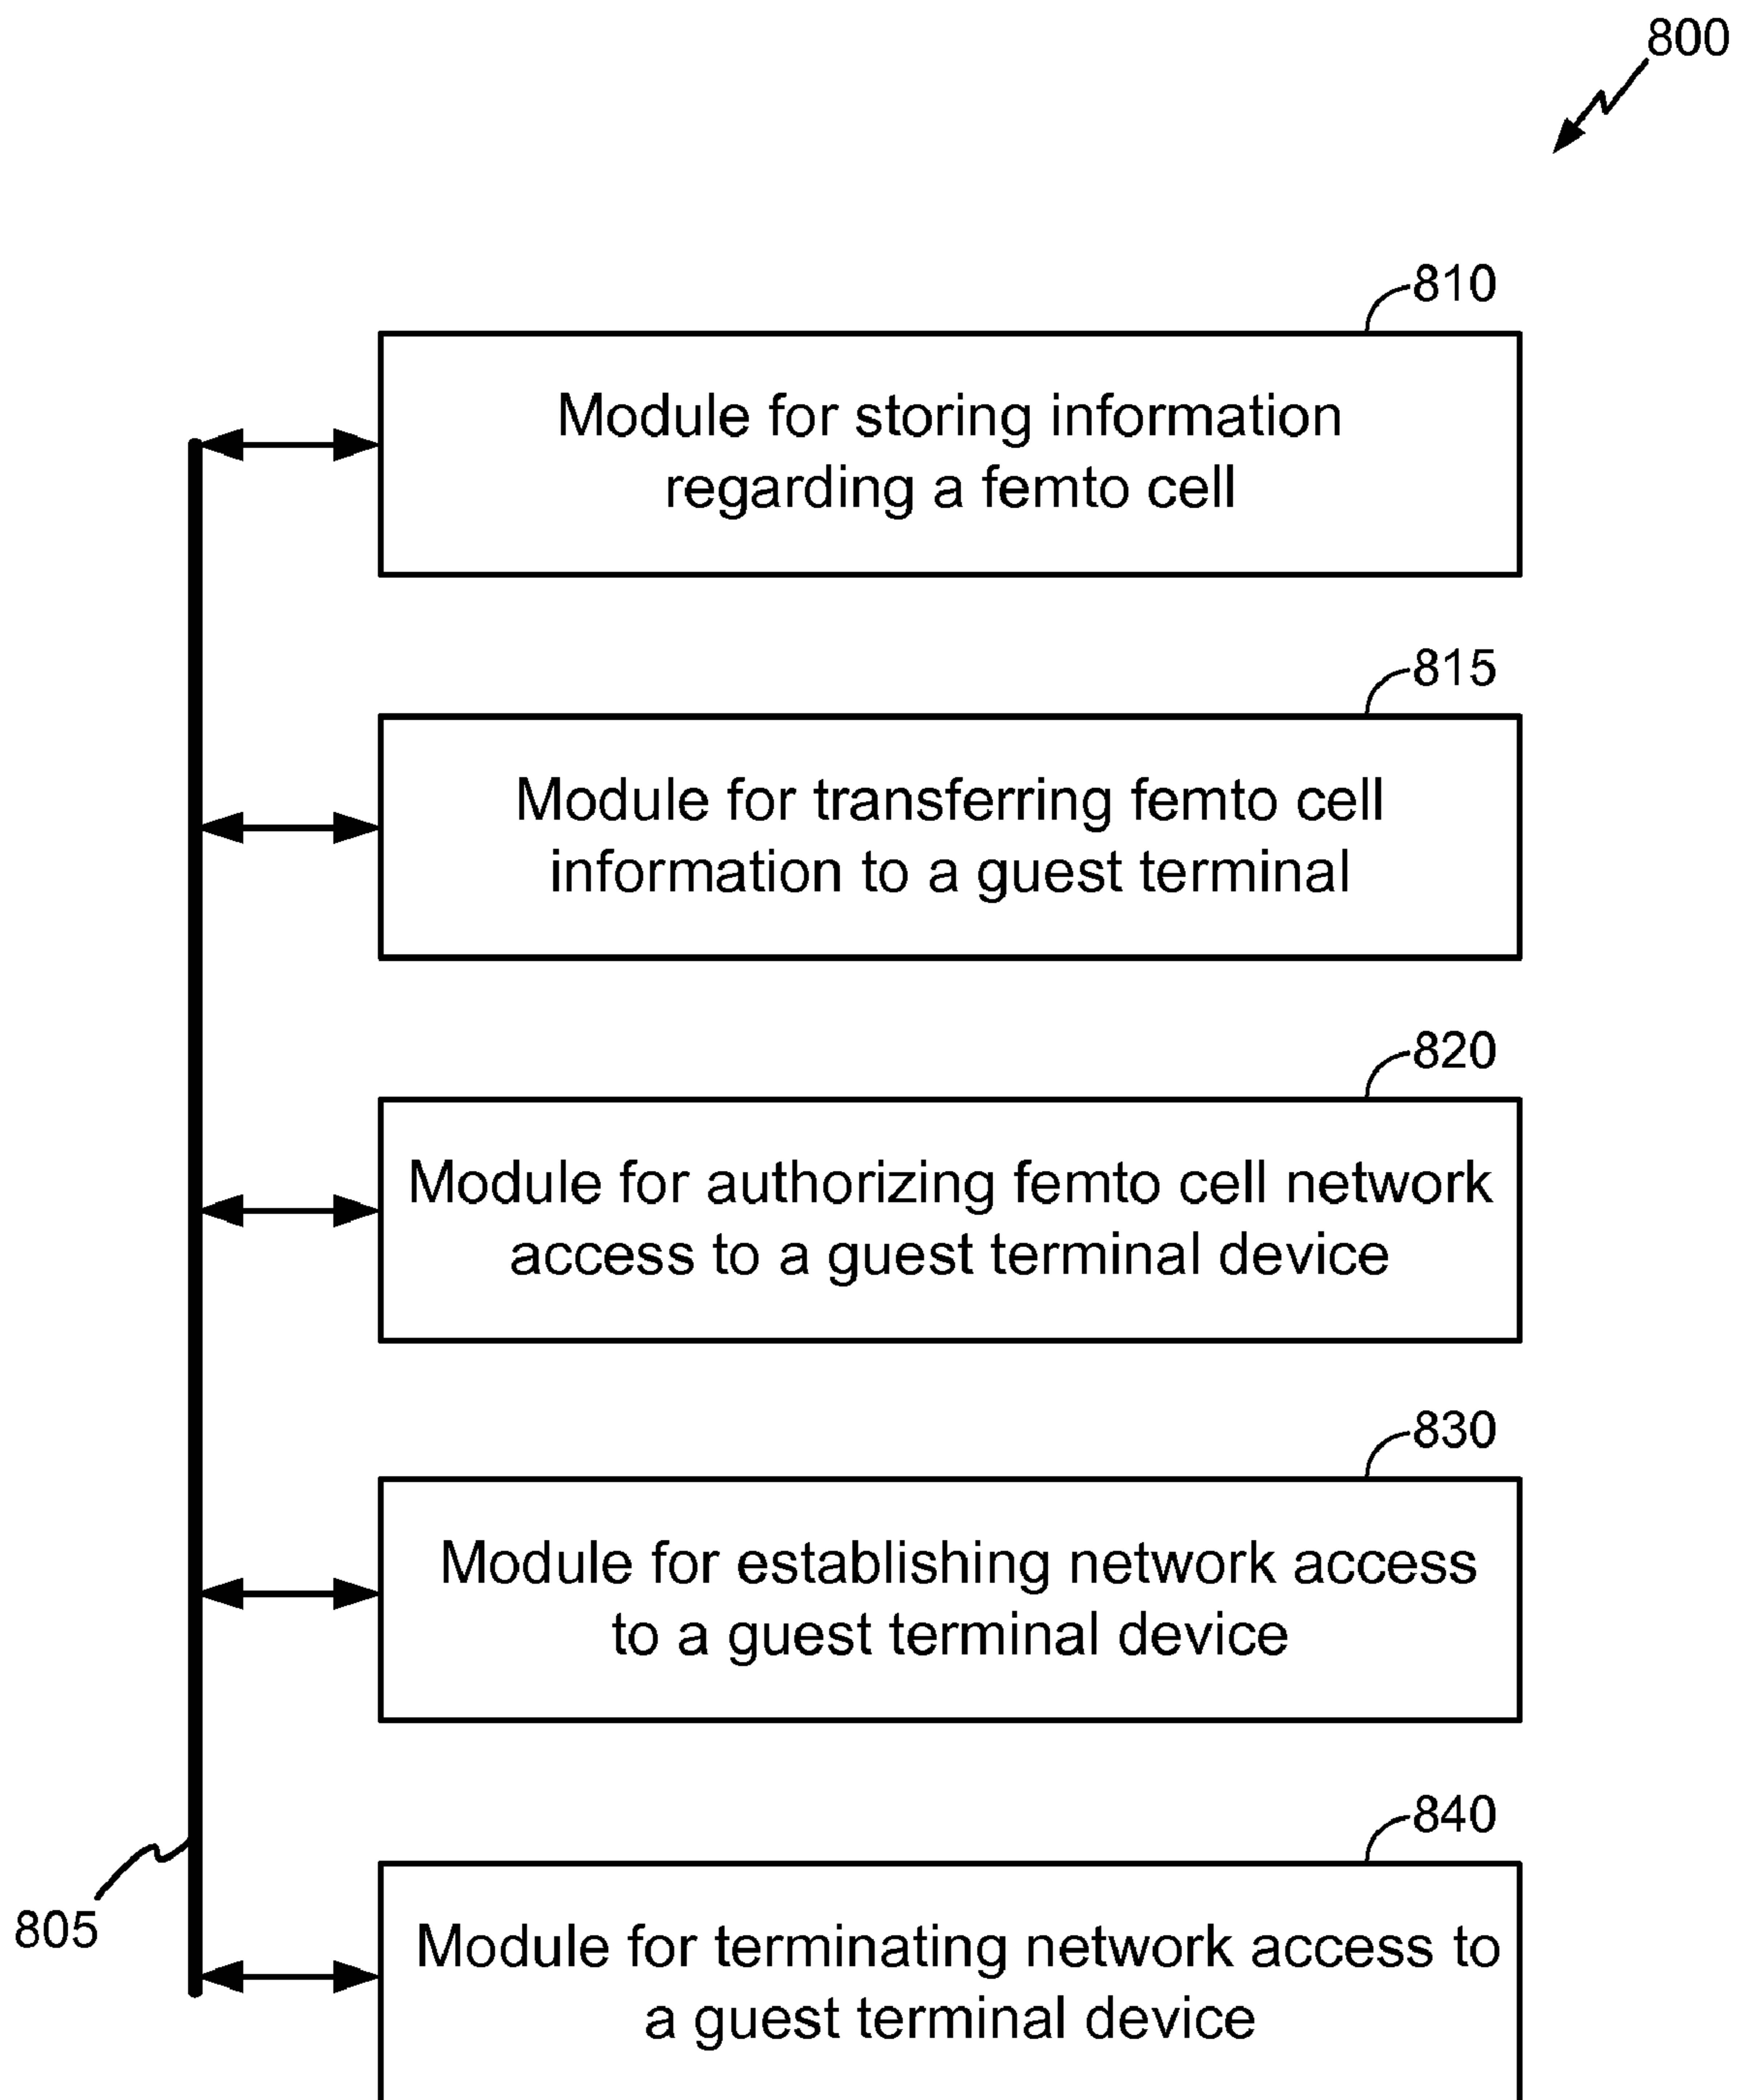 800
810
Module for storing information
regarding a femto cell
815
Module for transferring femto cell
information to a guest terminal
820
Module for authorizing femto cell network
access to a guest terminal device
830
Module for establishing network access
to a guest terminal device
840
805
Module for terminating network access to
a guest terminal device